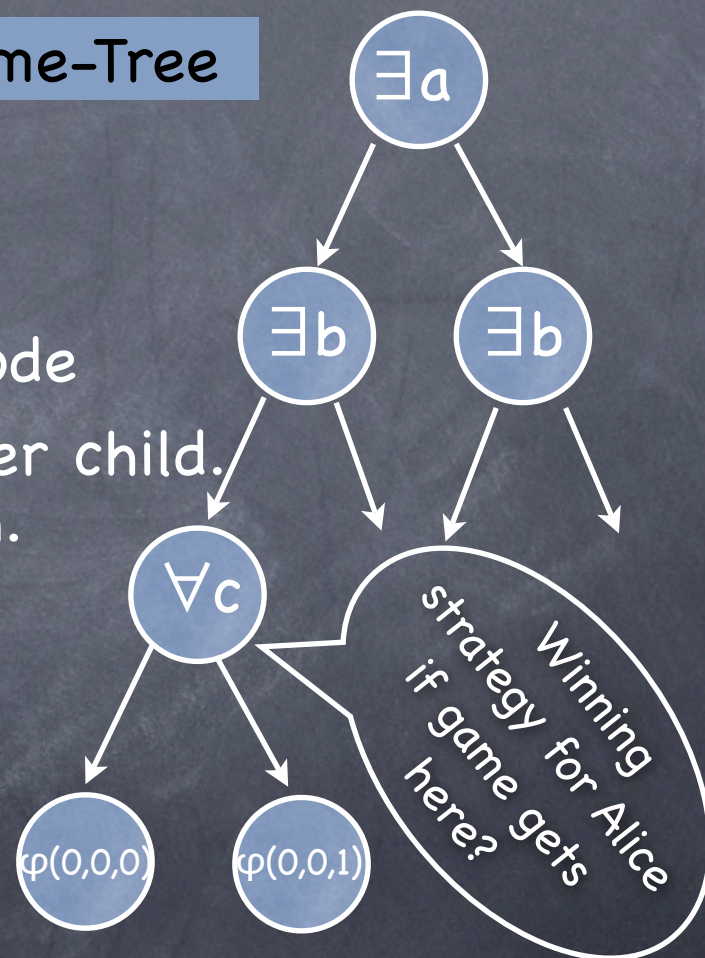 me-Tree
∃a
∃b
∃b
ode
er child.
.
∀c
Winning
strategy for Alice
if game gets
here?
φ(0,0,0)
φ(0,0,1)